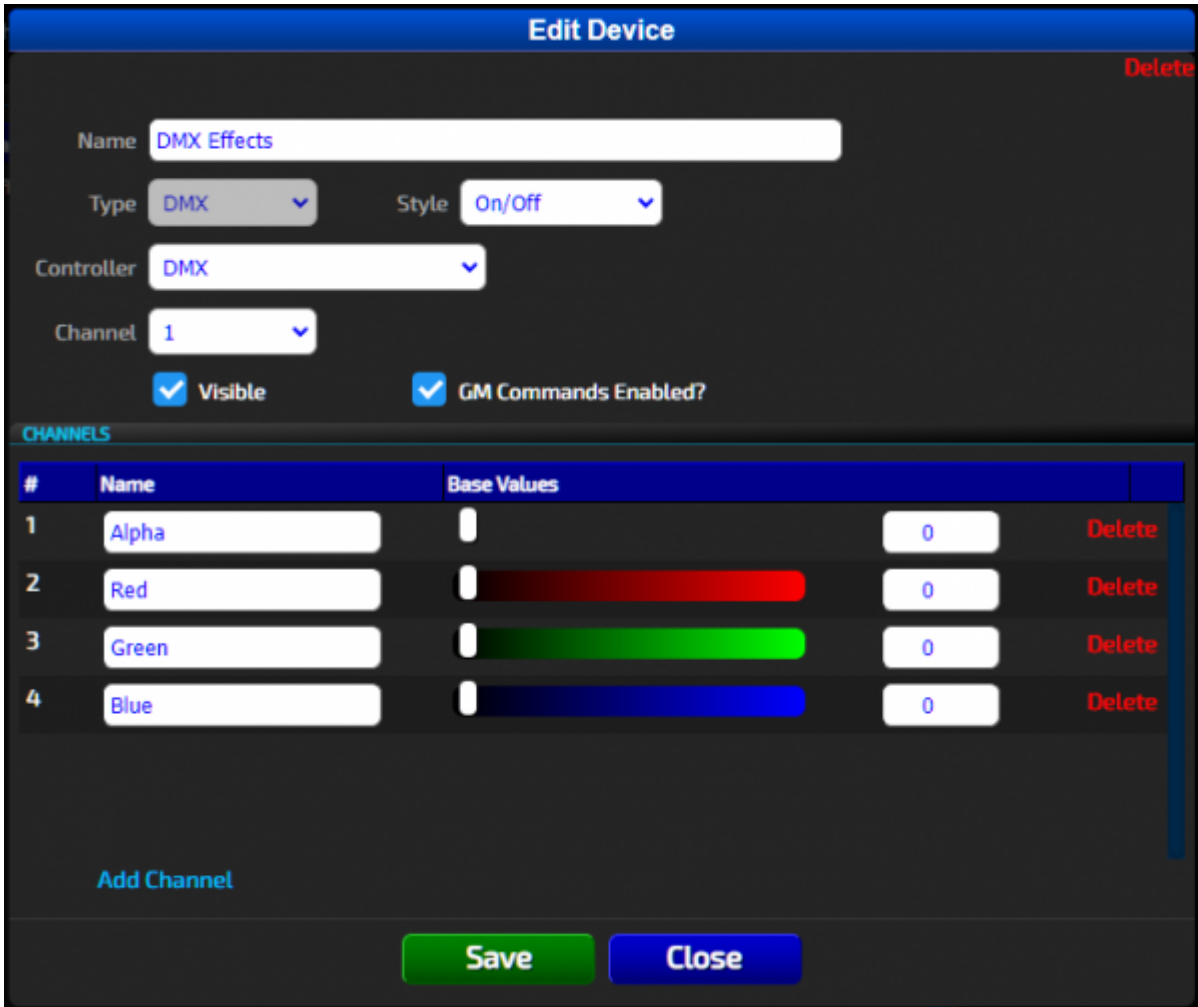 Edit Device
Delete
Name DMX Effects
Type DMX Style On/Off
Controller DMX
Channel 1
Visible GM Commands Enabled?
CHANNELS
# Name Base Values
1 Alpha 0 Delete
2 Red 0 Delete
3 Green 0 Delete
4 Blue 0 Delete
Add Channel
Save Close